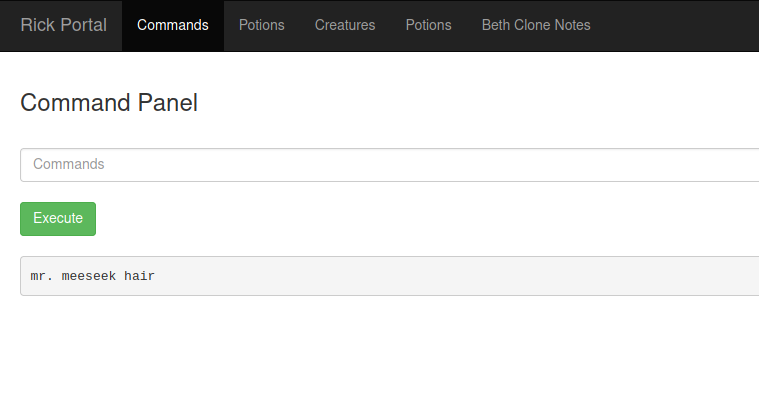 Rick Portal Commands Potions Creatures Potions Beth Clone Notes
Command Panel
Commands
Execute
mr. meeseek hair